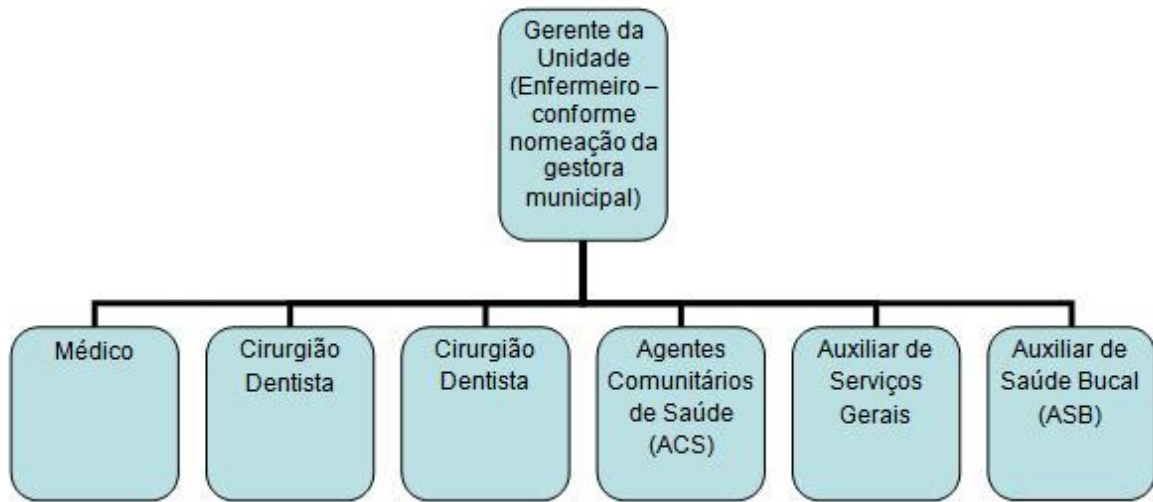 Gerente da
Unidade
(Enfermeiro –
conforme
nomeação da
gestora
municipal)
Médico
Cirurgião
Dentista
Cirurgião
Dentista
Agentes
Comunitários
de Saúde
(ACS)
Auxiliar de
Serviços
Gerais
Auxiliar de
Saúde Bucal
(ASB)